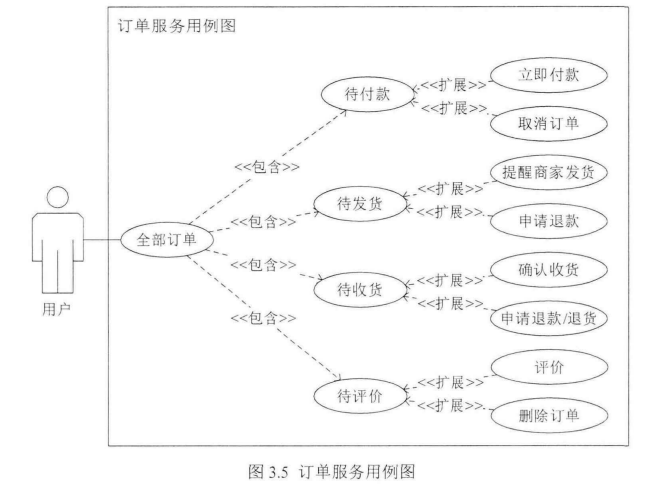 订单服务用例图
立即付款
<<扩展>>
待付款
<<扩展>>
取消订单
<<包含>>
提醒商家发货
<<扩展>>
待发货
<<包含>>
<<扩展>>
申请退款
全部订单
用户
<<包含>>
确认收货
<<扩展>>
待收货
<<扩展>>
申请退款/退货
<<包含>>
评价
<<扩展>>
待评价
<<扩展>>
删除订单
图 3.5 订单服务用例图